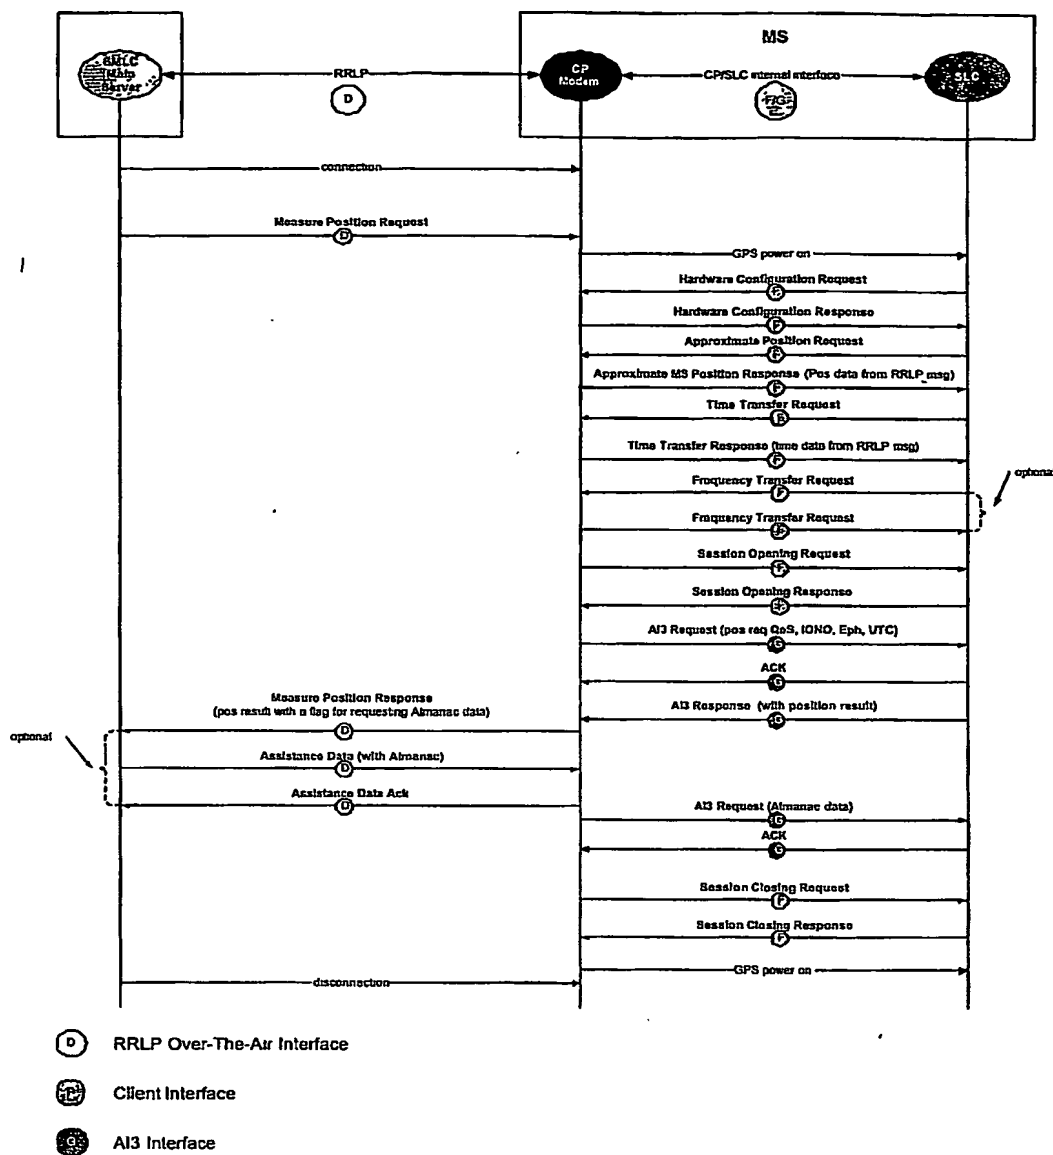 MS
SMLC
Main
Server
RRLP
D
CP
Modem
CP/SLC internal interface
F/G
SLC
connection
Measure Position Request
D
GPS power on
Hardware Configuration Request
F
Hardware Configuration Response
F
Approximate Position Request
F
Approximate MS Position Response (Pos data from RRLP msg)
F
Time Transfer Request
F
Time Transfer Response (time data from RRLP msg)
F
Frequency Transfer Request
F
optional
Frequency Transfer Request
F
Session Opening Request
F
Session Opening Response
F
AI3 Request (pos req QoS, IONO, Eph, UTC)
G
ACK
G
Measure Position Response
(pos result with a flag for requesting Almanac data)
D
AI3 Response (with position result)
G
optional
Assistance Data (with Almanac)
D
Assistance Data Ack
D
AI3 Request (Almanac data)
G
ACK
G
Session Closing Request
F
Session Closing Response
F
GPS power on
disconnection
D RRLP Over-The-Air Interface
F Client Interface
G AI3 Interface